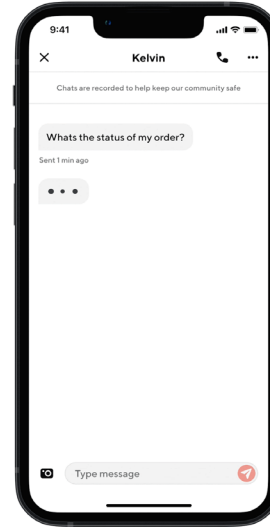 9:41
Kelvin
Chats are recorded to help keep our community safe
Whats the status of my order?
Sent 1 min ago
Type message